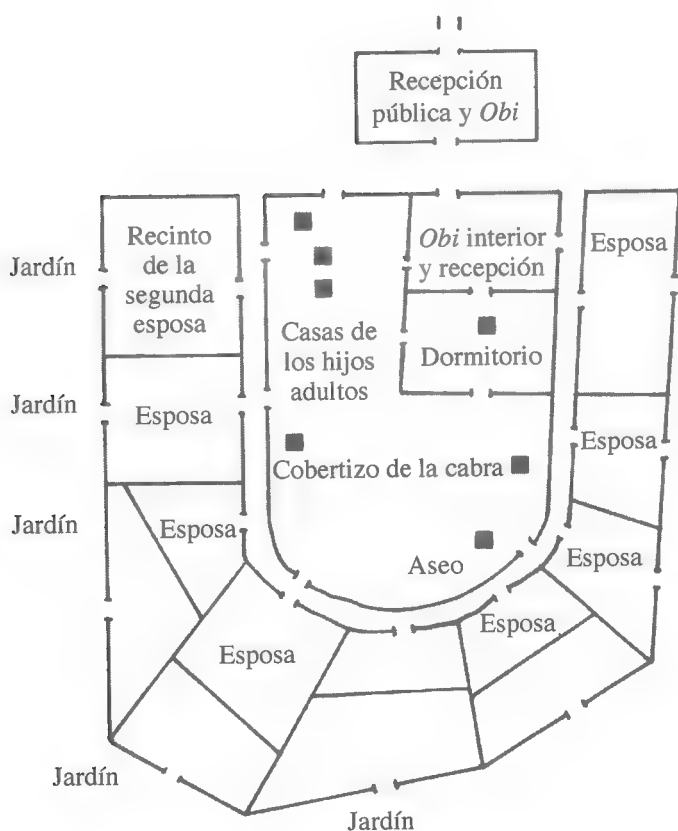 Recepción
pública y Obi
Jardín
Recinto
de la
segunda
esposa
Obi interior
y recepción
Esposa
Casas de
los hijos
adultos
Dormitorio
Jardín
Esposa
Esposa
Cobertizo de la cabra
Jardín
Esposa
Aseo
Esposa
Esposa
Esposa
Jardín
Jardín